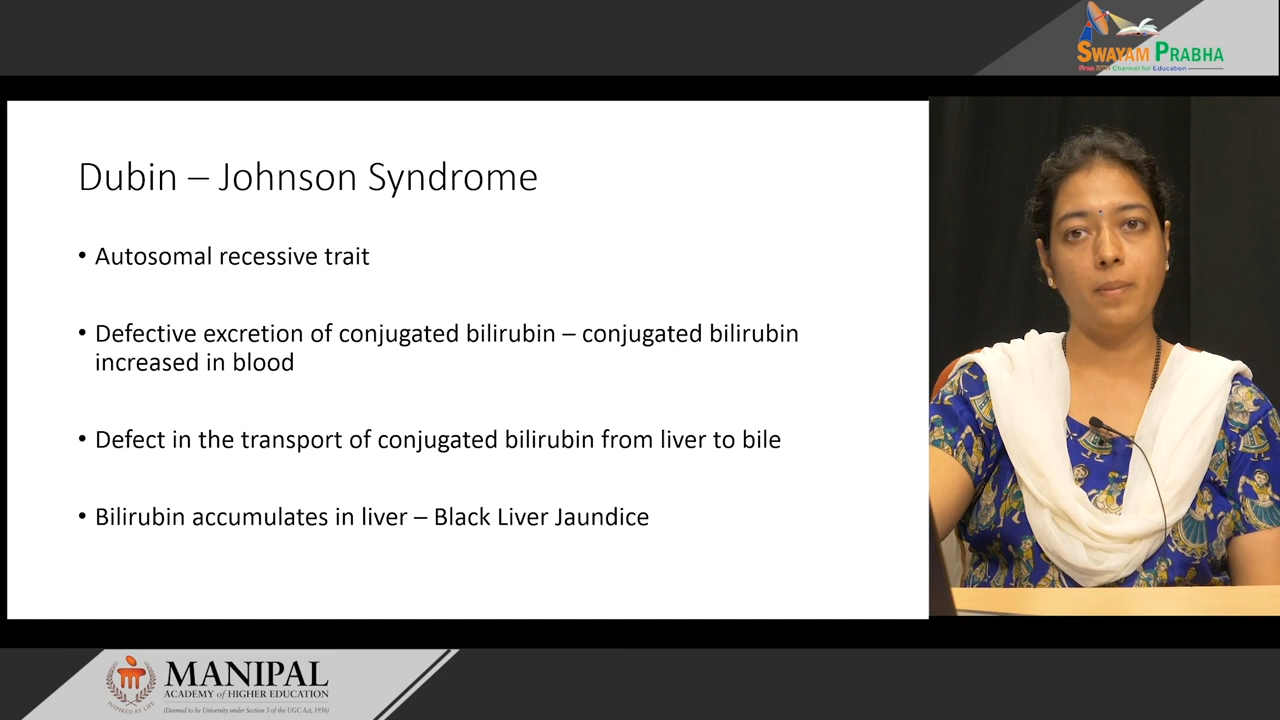 SWAYAM PRABHA
Free DTH Channel for Education
Dubin – Johnson Syndrome
• Autosomal recessive trait
• Defective excretion of conjugated bilirubin – conjugated bilirubin
increased in blood
• Defect in the transport of conjugated bilirubin from liver to bile
• Bilirubin accumulates in liver – Black Liver Jaundice
MANIPAL
ACADEMY of HIGHER EDUCATION
(Deemed to be University under Section 3 of the UGC Act, 1956)
INSPIRED BY LIFE